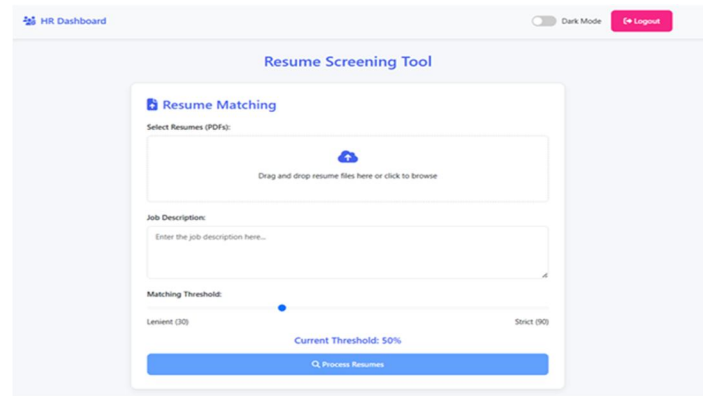 HR Dashboard
Dark Mode
Logout
Resume Screening Tool
Resume Matching
Select Resumes (PDFs):
Drag and drop resume files here or click to browse
Job Description:
Enter the job description here...
Matching Threshold:
Lenient (30)
Strict (90)
Current Threshold: 50%
Process Resumes